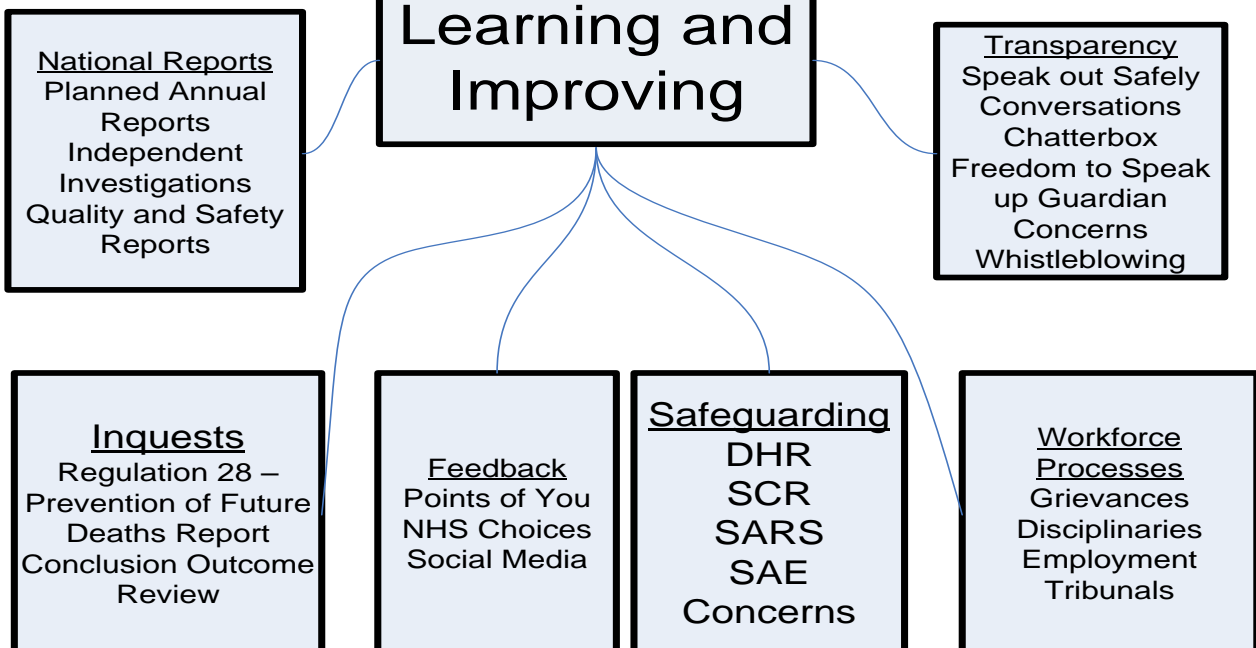 Learning and
Improving
National Reports
Planned Annual
Reports
Independent
Investigations
Quality and Safety
Reports
Transparency
Speak out Safely
Conversations
Chatterbox
Freedom to Speak
up Guardian
Concerns
Whistleblowing
Inquests
Regulation 28 –
Prevention of Future
Deaths Report
Conclusion Outcome
Review
Feedback
Points of You
NHS Choices
Social Media
Safeguarding
DHR
SCR
SARS
SAE
Concerns
Workforce
Processes
Grievances
Disciplinaries
Employment
Tribunals